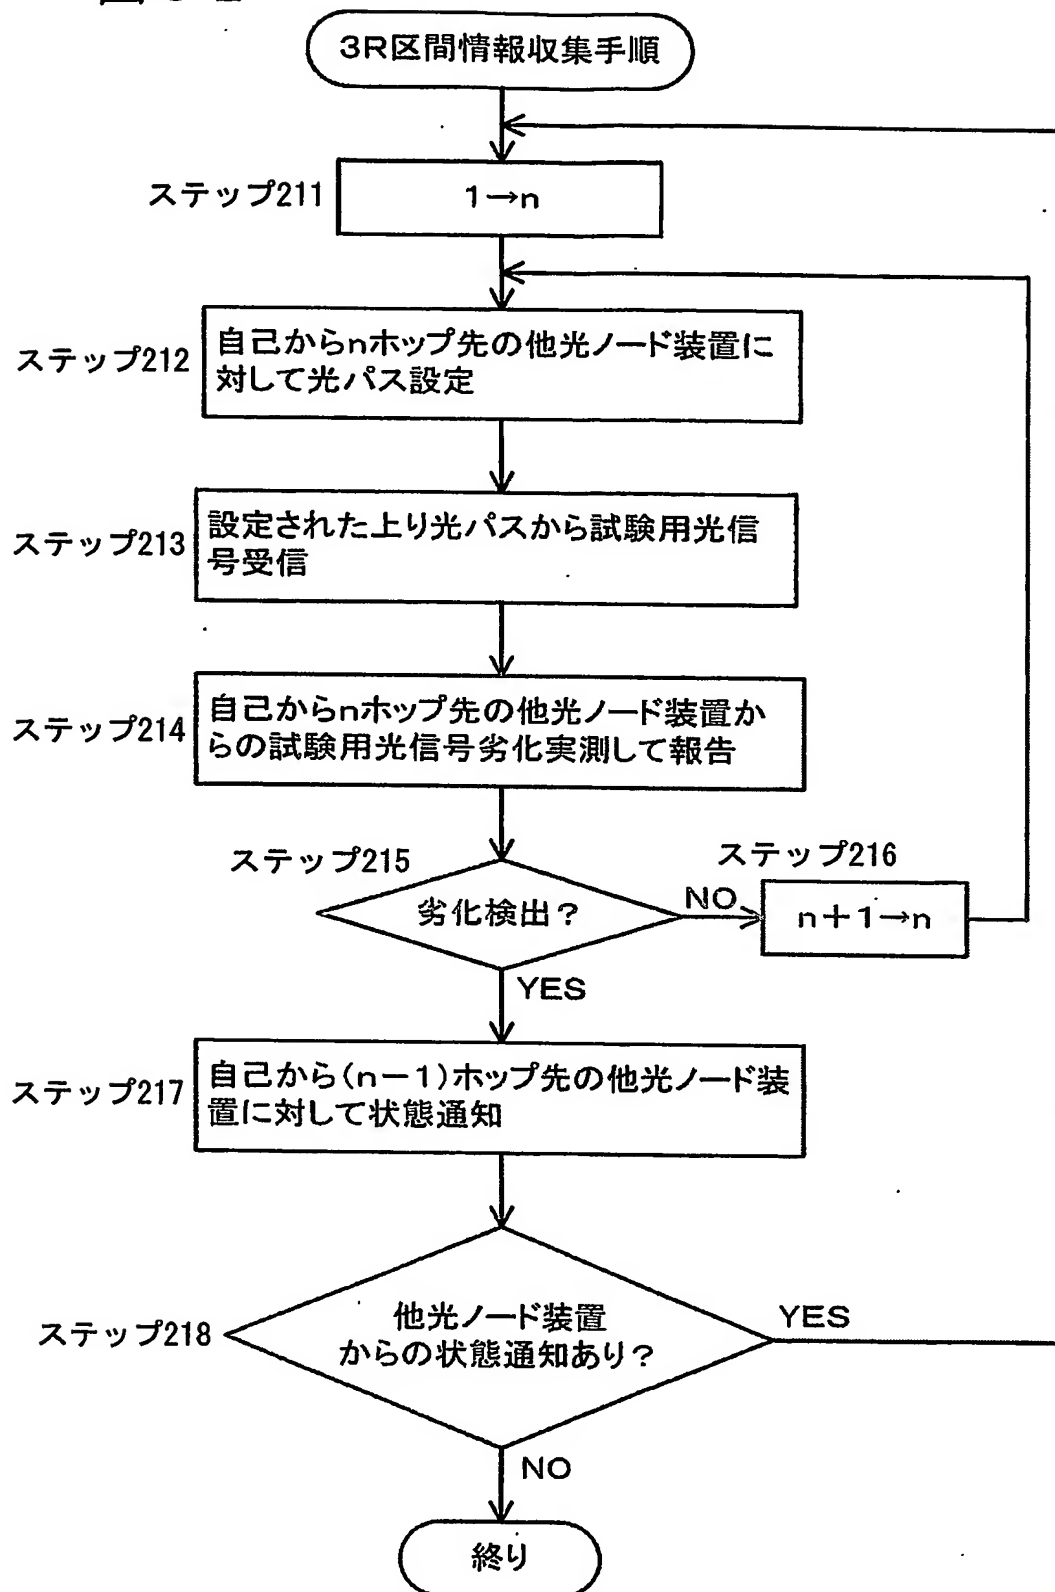 3R区間情報収集手順
ステップ211
1→n
ステップ212
自己からnホップ先の他光ノード装置に
対して光パス設定
ステップ213
設定された上り光パスから試験用光信
号受信
ステップ214
自己からnホップ先の他光ノード装置か
らの試験用光信号劣化実測して報告
ステップ215
劣化検出？
NO
ステップ216
n＋1→n
YES
ステップ217
自己から(n－1)ホップ先の他光ノード装
置に対して状態通知
ステップ218
他光ノード装置
からの状態通知あり？
YES
NO
終り